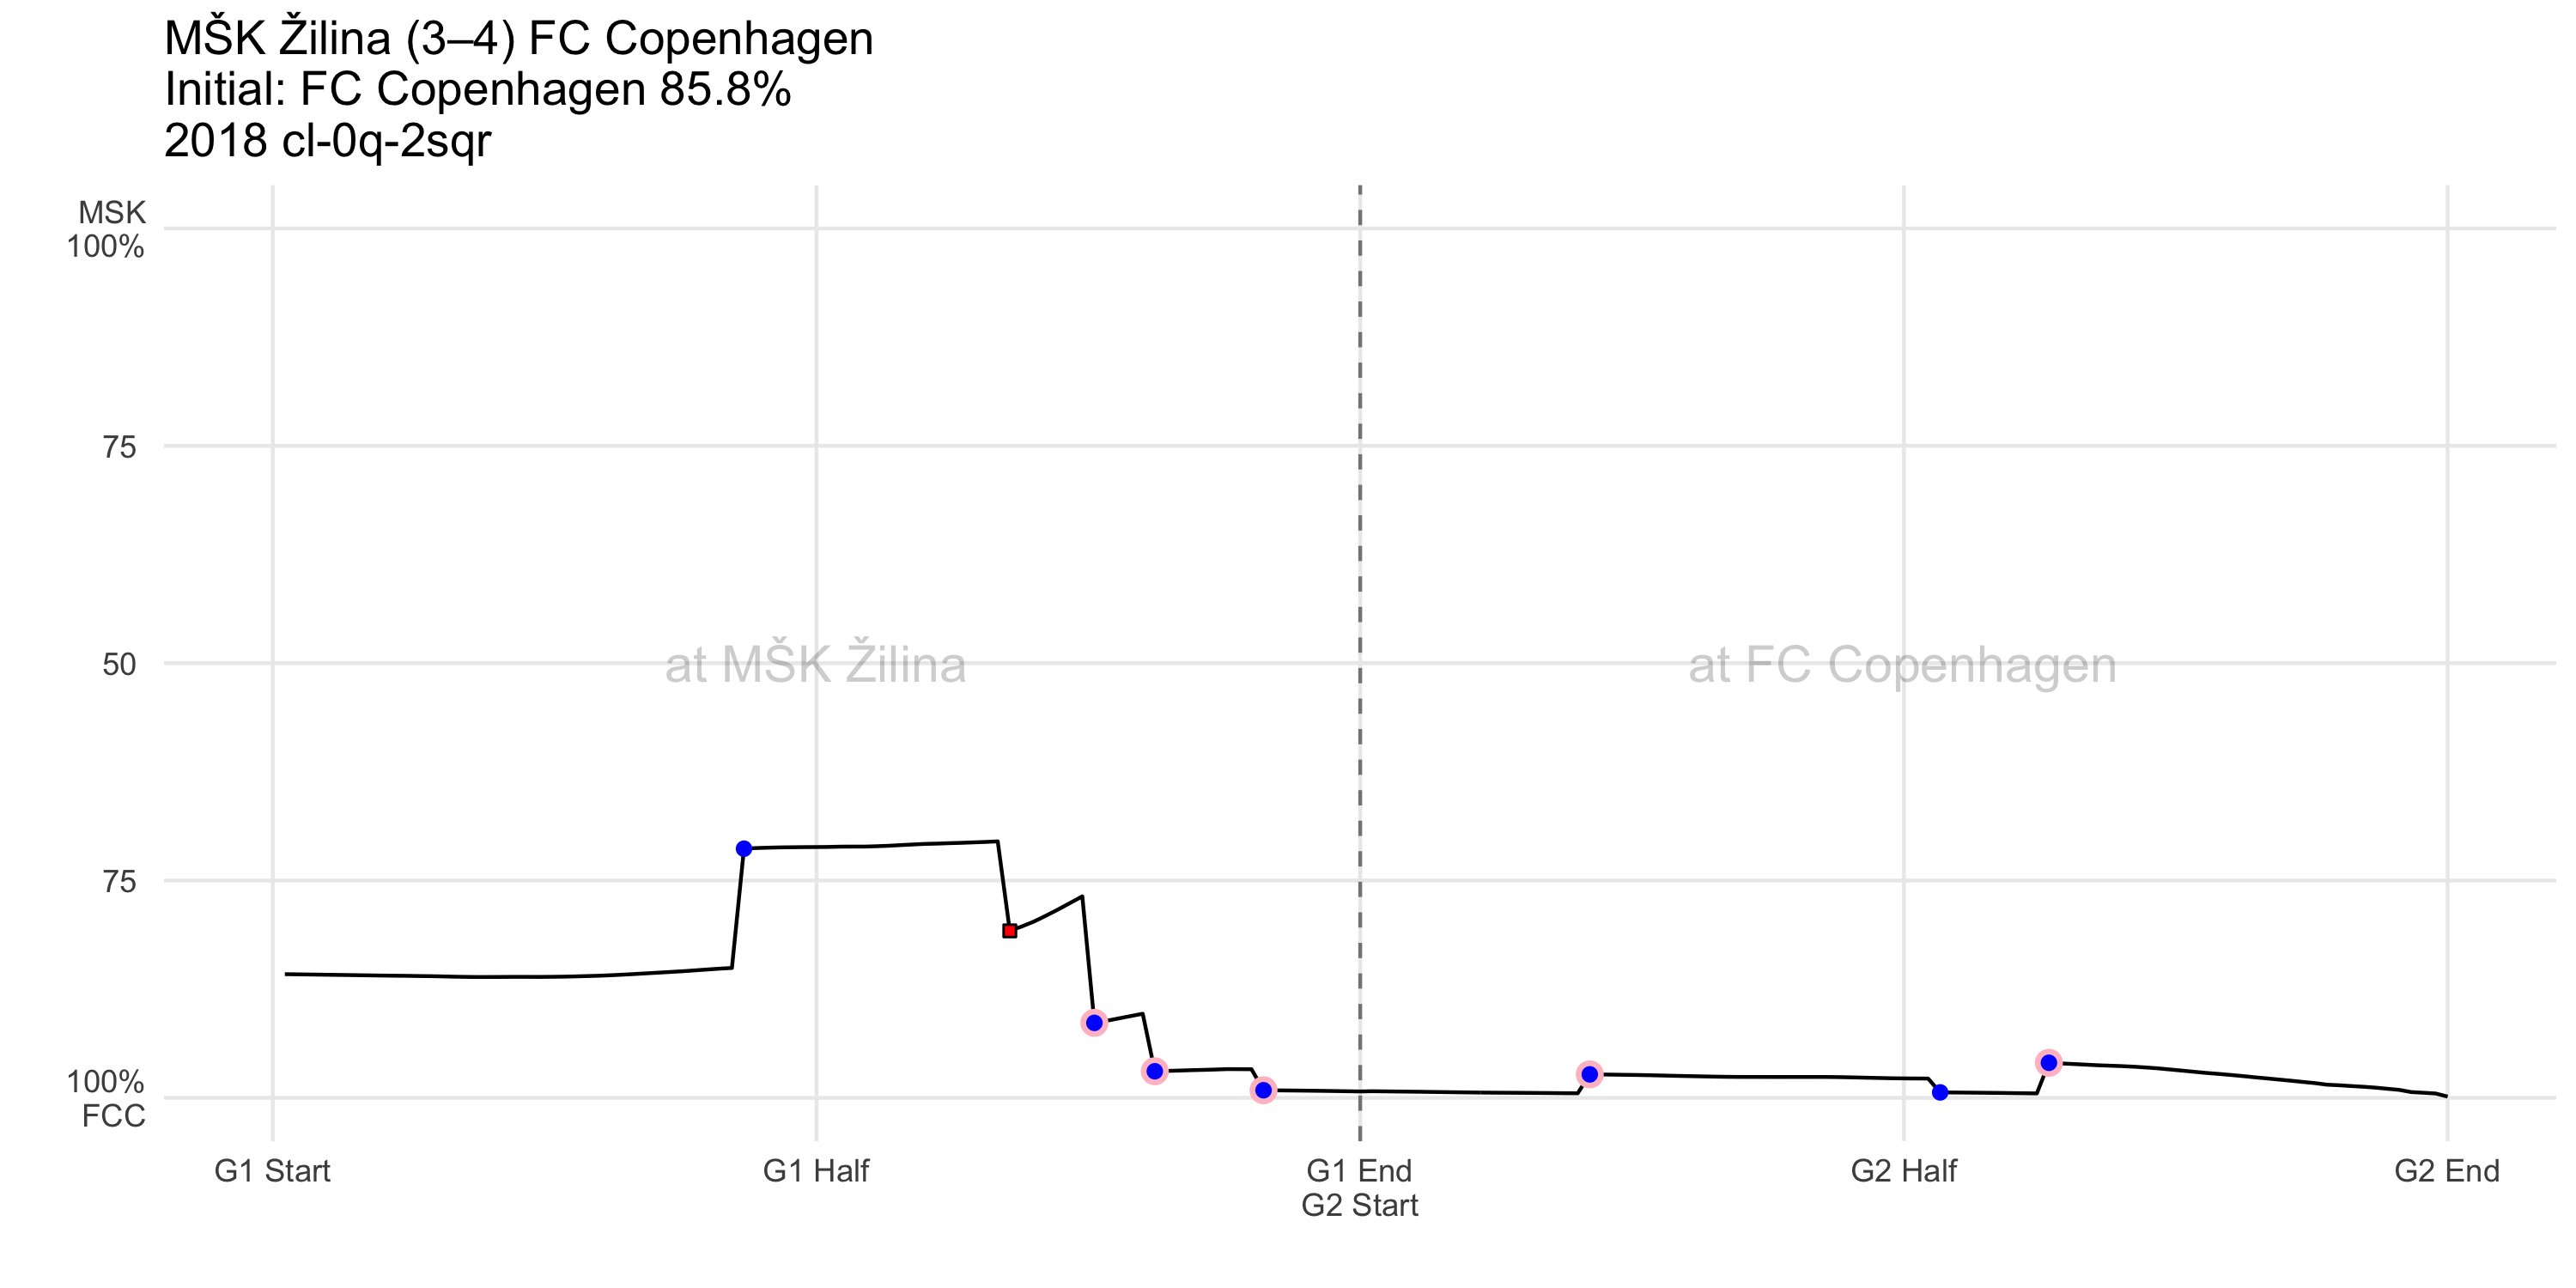 MŠK Žilina (3–4) FC Copenhagen
Initial: FC Copenhagen 85.8%
2018 cl-0q-2sqr
MSK
100%
75
50
75
100%
FCC
at MŠK Žilina
at FC Copenhagen
G1 Start
G1 Half
G1 End
G2 Start
G2 Half
G2 End